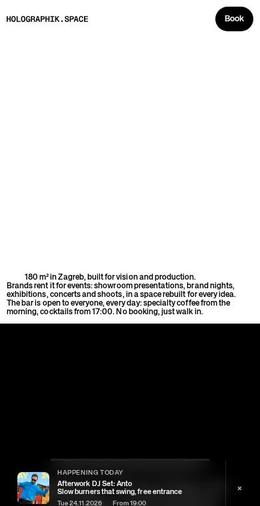 HOLOGRAPHIK.SPACE
Book
180 m² in Zagreb, built for vision and production.
Brands rent it for events: showroom presentations, brand nights,
exhibitions, concerts and shoots, in a space rebuilt for every idea.
The bar is open to everyone, every day: specialty coffee from the
morning, cocktails from 17:00. No booking, just walk in.
HAPPENING TODAY
Afterwork DJ Set: Anto
Slow burners that swing, free entrance
×
Tue 24.11.2026 From 19:00